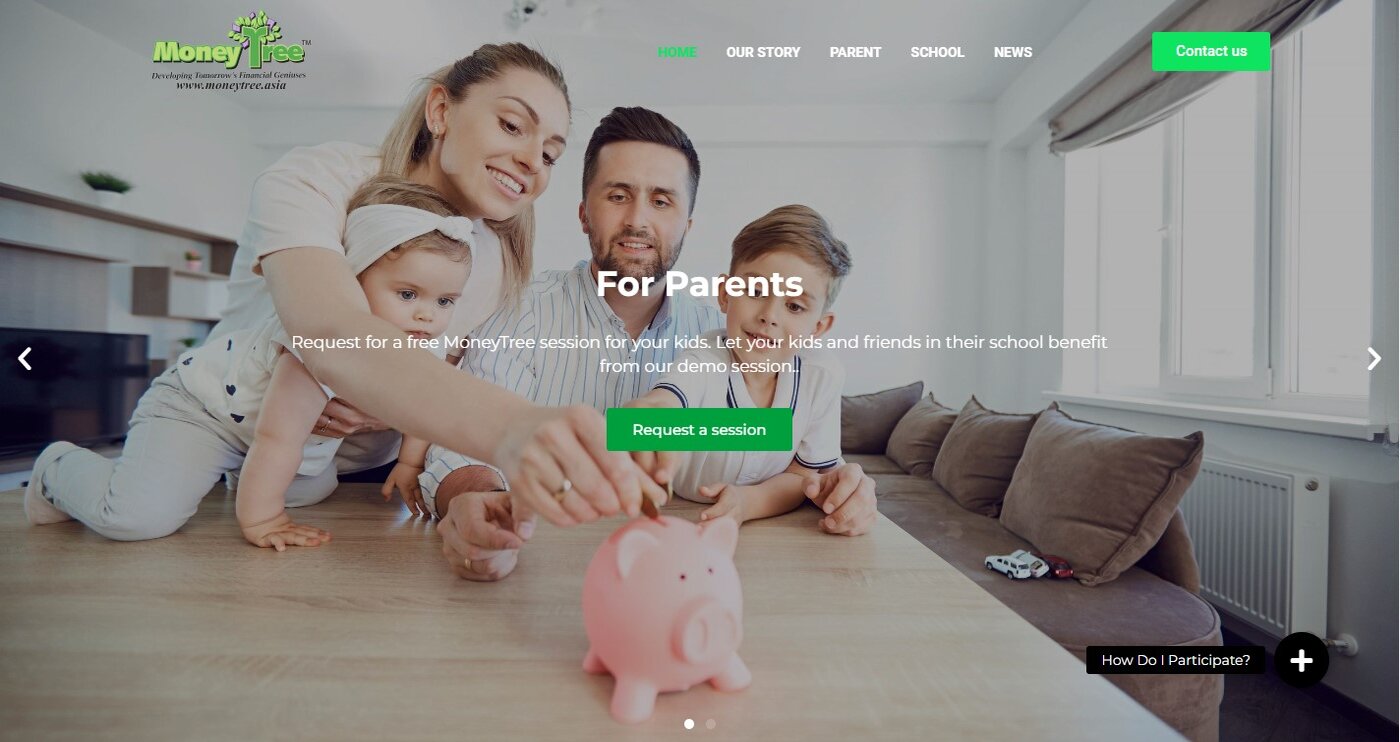 MoneyTree TM
Developing Tomorrow's Financial Geniuses
www.moneytree.asia
HOME OUR STORY PARENT SCHOOL NEWS
Contact us
For Parents
Request for a free MoneyTree session for your kids. Let your kids and friends in their school benefit
from our demo session..
Request a session
How Do I Participate?